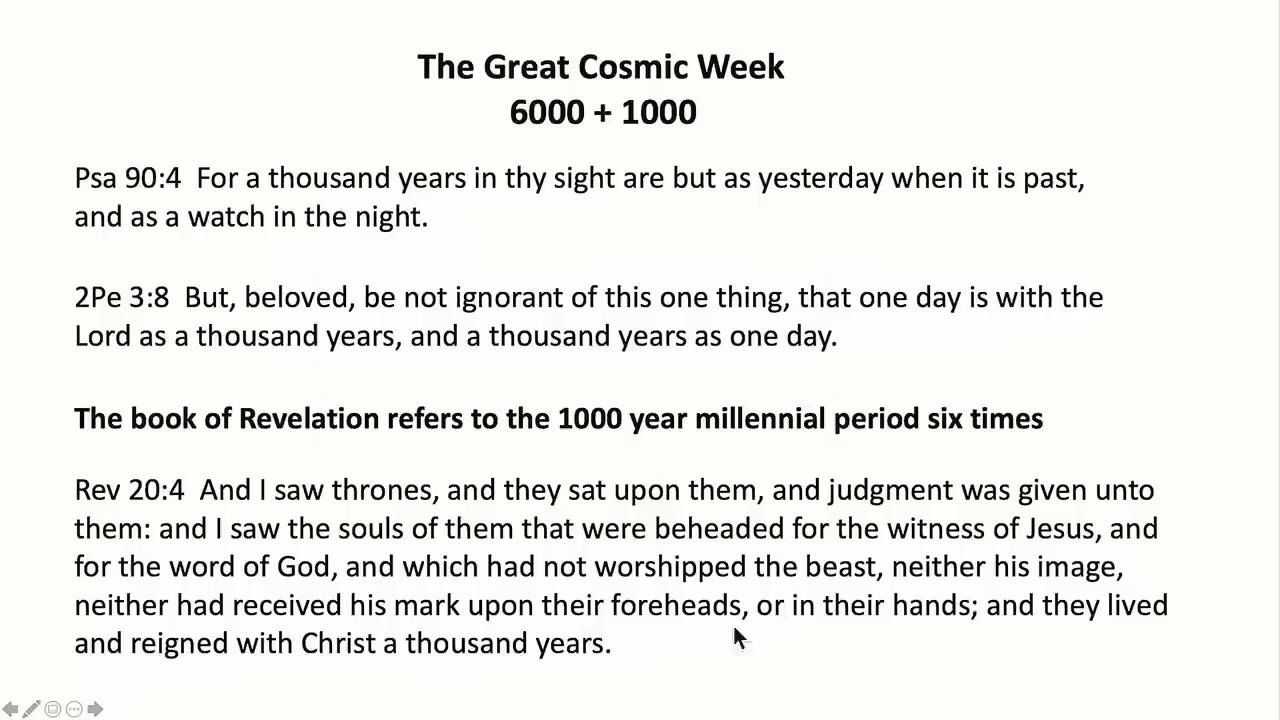 The Great Cosmic Week
6000 + 1000
Psa 90:4  For a thousand years in thy sight are but as yesterday when it is past,
and as a watch in the night.
2Pe 3:8  But, beloved, be not ignorant of this one thing, that one day is with the
Lord as a thousand years, and a thousand years as one day.
The book of Revelation refers to the 1000 year millennial period six times
Rev 20:4  And I saw thrones, and they sat upon them, and judgment was given unto
them: and I saw the souls of them that were beheaded for the witness of Jesus, and
for the word of God, and which had not worshipped the beast, neither his image,
neither had received his mark upon their foreheads, or in their hands; and they lived
and reigned with Christ a thousand years.